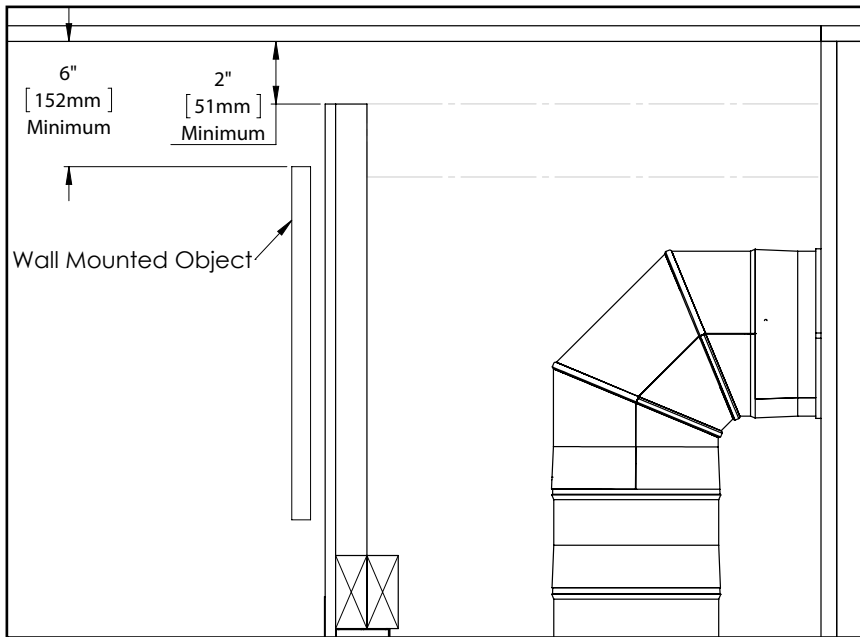 6"
[152mm]
Minimum
2"
[51mm]
Minimum
Wall Mounted Object